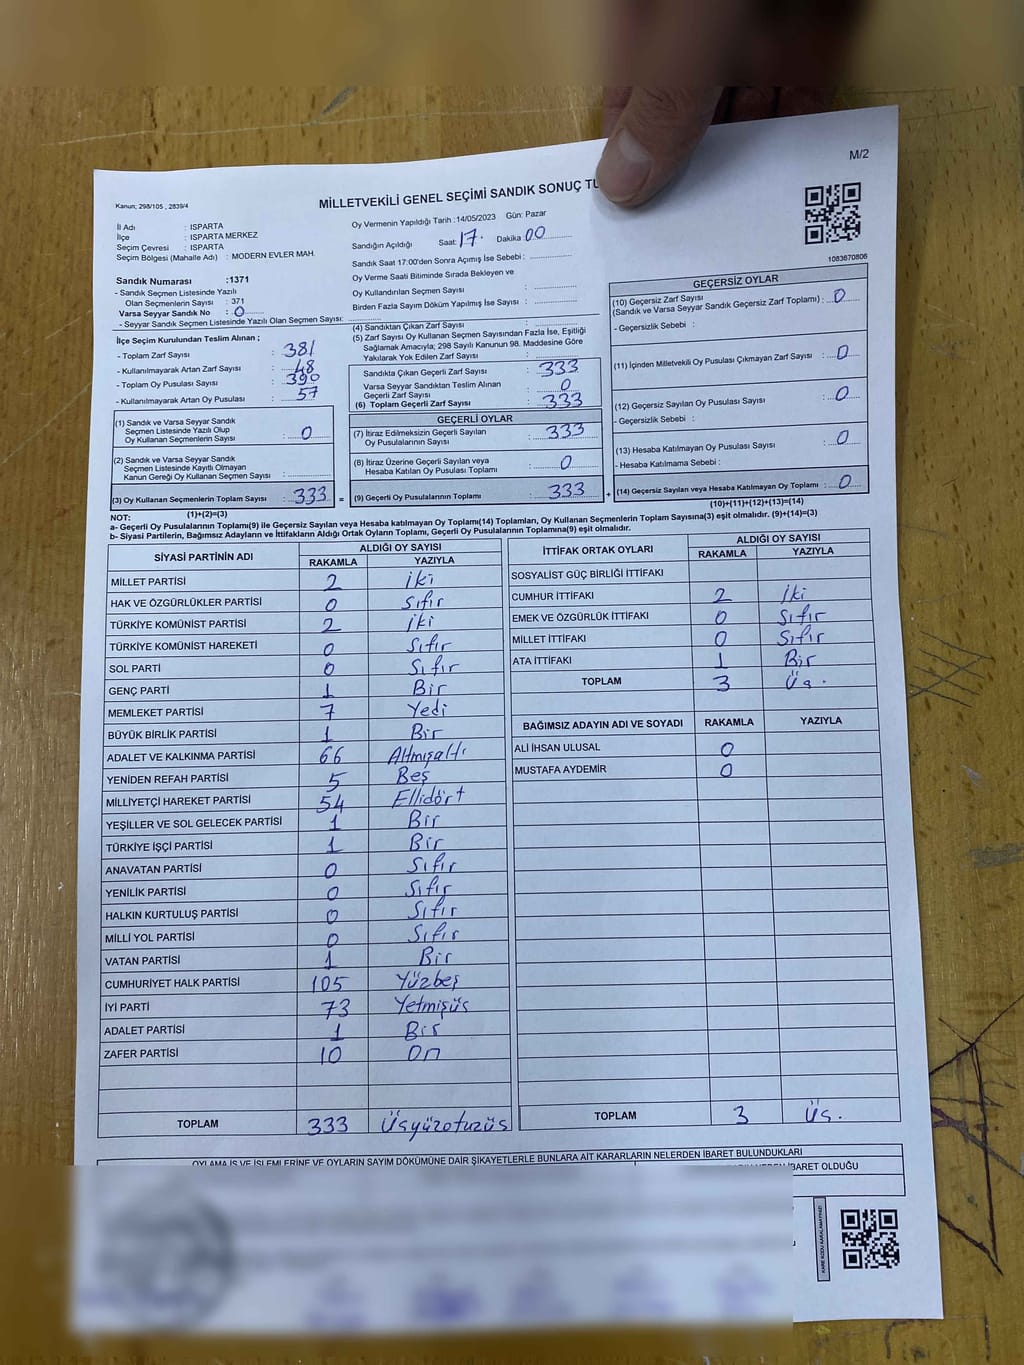 M/2
Kanun; 298/105 , 2839/4
MİLLETVEKİLİ GENEL SEÇİMİ SANDIK SONUÇ TU
İl Adı : ISPARTA
İlçe : ISPARTA MERKEZ
Seçim Çevresi : ISPARTA
Seçim Bölgesi (Mahalle Adı) : MODERN EVLER MAH.
Sandık Numarası :1371
- Sandık Seçmen Listesinde Yazılı
Olan Seçmenlerin Sayısı : 371
Varsa Seyyar Sandık No : 0
- Seyyar Sandık Seçmen Listesinde Yazılı Olan Seçmen Sayısı:
İlçe Seçim Kurulundan Teslim Alınan ;
- Toplam Zarf Sayısı : 381
- Kullanılmayarak Artan Zarf Sayısı : 48
- Toplam Oy Pusulası Sayısı : 390
- Kullanılmayarak Artan Oy Pusulası : 57
(1) Sandık ve Varsa Seyyar Sandık
Seçmen Listesinde Yazılı Olup
Oy Kullanan Seçmenlerin Sayısı : 0
(2) Sandık ve Varsa Seyyar Sandık
Seçmen Listesinde Kayıtlı Olmayan
Kanun Gereği Oy Kullanan Seçmen Sayısı :
(3) Oy Kullanan Seçmenlerin Toplam Sayısı : 333 =
(1)+(2)=(3)
Oy Vermenin Yapıldığı Tarih :14/05/2023 Gün: Pazar
Sandığın Açıldığı Saat: 17. Dakika 00
Sandık Saat 17:00'den Sonra Açımış İse Sebebi :
Oy Verme Saati Bitiminde Sırada Bekleyen ve
Oy Kullandırılan Seçmen Sayısı :
Birden Fazla Sayım Döküm Yapılmış İse Sayısı :
(4) Sandıktan Çıkan Zarf Sayısı :
(5) Zarf Sayısı Oy Kullanan Seçmen Sayısından Fazla İse, Eşitliği
Sağlamak Amacıyla; 298 Sayılı Kanunun 98. Maddesine Göre
Yakılarak Yok Edilen Zarf Sayısı :
Sandıkta Çıkan Geçerli Zarf Sayısı : 333
Varsa Seyyar Sandıktan Teslim Alınan
Geçerli Zarf Sayısı : 0
(6) Toplam Geçerli Zarf Sayısı : 333
GEÇERLİ OYLAR
(7) İtiraz Edilmeksizin Geçerli Sayılan
Oy Pusulalarının Sayısı : 333
(8) İtiraz Üzerine Geçerli Sayılan veya
Hesaba Katılan Oy Pusulası Toplamı : 0
(9) Geçerli Oy Pusulalarının Toplamı : 333 +
1083670806
GEÇERSİZ OYLAR
(10) Geçersiz Zarf Sayısı
(Sandık ve Varsa Seyyar Sandık Geçersiz Zarf Toplamı) : 0
- Geçersizlik Sebebi :
(11) İçinden Milletvekili Oy Pusulası Çıkmayan Zarf Sayısı : 0
(12) Geçersiz Sayılan Oy Pusulası Sayısı : 0
- Geçersizlik Sebebi :
(13) Hesaba Katılmayan Oy Pusulası Sayısı : 0
- Hesaba Katılmama Sebebi :
(14) Geçersiz Sayılan veya Hesaba Katılmayan Oy Toplamı : 0
(10)+(11)+(12)+(13)=(14)
NOT:
a- Geçerli Oy Pusulalarının Toplamı(9) ile Geçersiz Sayılan veya Hesaba katılmayan Oy Toplamı(14) Toplamları, Oy Kullanan Seçmenlerin Toplam Sayısına(3) eşit olmalıdır. (9)+(14)=(3)
b- Siyasi Partilerin, Bağımsız Adayların ve İttifakların Aldığı Ortak Oyların Toplamı, Geçerli Oy Pusulalarının Toplamına(9) eşit olmalıdır.
SİYASİ PARTİNİN ADI ALDIĞI OY SAYISI
RAKAMLA YAZIYLA
MİLLET PARTİSİ 2 İki
HAK VE ÖZGÜRLÜKLER PARTİSİ 0 Sıfır
TÜRKİYE KOMÜNİST PARTİSİ 2 İki
TÜRKİYE KOMÜNİST HAREKETİ 0 Sıfır
SOL PARTİ 0 Sıfır
GENÇ PARTİ 1 Bir
MEMLEKET PARTİSİ 7 Yedi
BÜYÜK BİRLİK PARTİSİ 1 Bir
ADALET VE KALKINMA PARTİSİ 66 Altmışaltı
YENİDEN REFAH PARTİSİ 5 Beş
MİLLİYETÇİ HAREKET PARTİSİ 54 Ellidört
YEŞİLLER VE SOL GELECEK PARTİSİ 1 Bir
TÜRKİYE İŞÇİ PARTİSİ 1 Bir
ANAVATAN PARTİSİ 0 Sıfır
YENİLİK PARTİSİ 0 Sıfır
HALKIN KURTULUŞ PARTİSİ 0 Sıfır
MİLLİ YOL PARTİSİ 0 Sıfır
VATAN PARTİSİ 1 Bir
CUMHURİYET HALK PARTİSİ 105 Yüzbeş
İYİ PARTİ 73 Yetmişüç
ADALET PARTİSİ 1 Bir
ZAFER PARTİSİ 10 On
TOPLAM 333 Üçyüzotuzüç
İTTİFAK ORTAK OYLARI ALDIĞI OY SAYISI
RAKAMLA YAZIYLA
SOSYALİST GÜÇ BİRLİĞİ İTTİFAKI
CUMHUR İTTİFAKI 2 İki
EMEK VE ÖZGÜRLÜK İTTİFAKI 0 Sıfır
MİLLET İTTİFAKI 0 Sıfır
ATA İTTİFAKI 1 Bir
TOPLAM 3 Üç.
BAĞIMSIZ ADAYIN ADI VE SOYADI RAKAMLA YAZIYLA
ALİ İHSAN ULUSAL 0
MUSTAFA AYDEMİR 0
TOPLAM 3 Üç.
OYLAMA İŞ VE İŞLEMLERİNE VE OYLARIN SAYIM DÖKÜMÜNE DAİR ŞİKAYETLERLE BUNLARA AİT KARARLARIN NELERDEN İBARET BULUNDUKLARI
İBARET OLDUĞU
KARE KODU KARALAMAYINIZ!